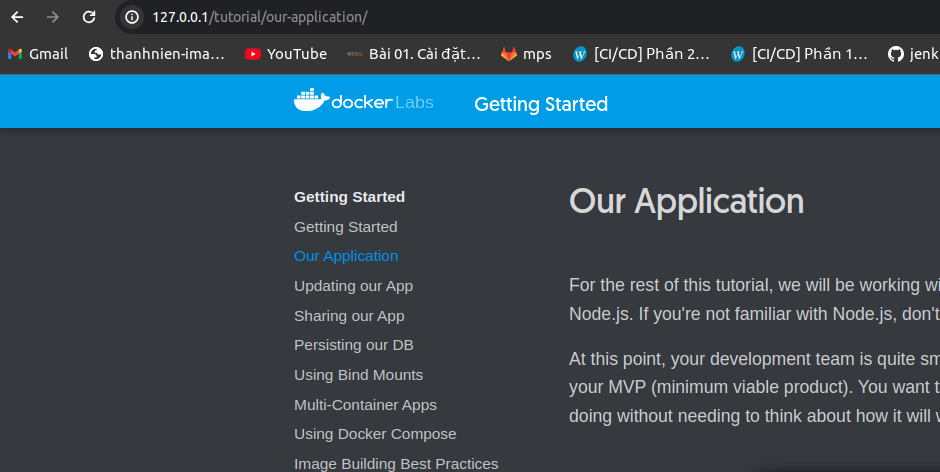 127.0.0.1/tutorial/our-application/
Gmail thanhnien-ima... YouTube Bài 01. Cài đặt... mps [CI/CD] Phần 2... [CI/CD] Phần 1... jenk
docker Labs Getting Started
Getting Started
Getting Started
Our Application
Updating our App
Sharing our App
Persisting our DB
Using Bind Mounts
Multi-Container Apps
Using Docker Compose
Image Building Best Practices
Our Application
For the rest of this tutorial, we will be working wi
Node.js. If you're not familiar with Node.js, don't
At this point, your development team is quite sm
your MVP (minimum viable product). You want t
doing without needing to think about how it will w